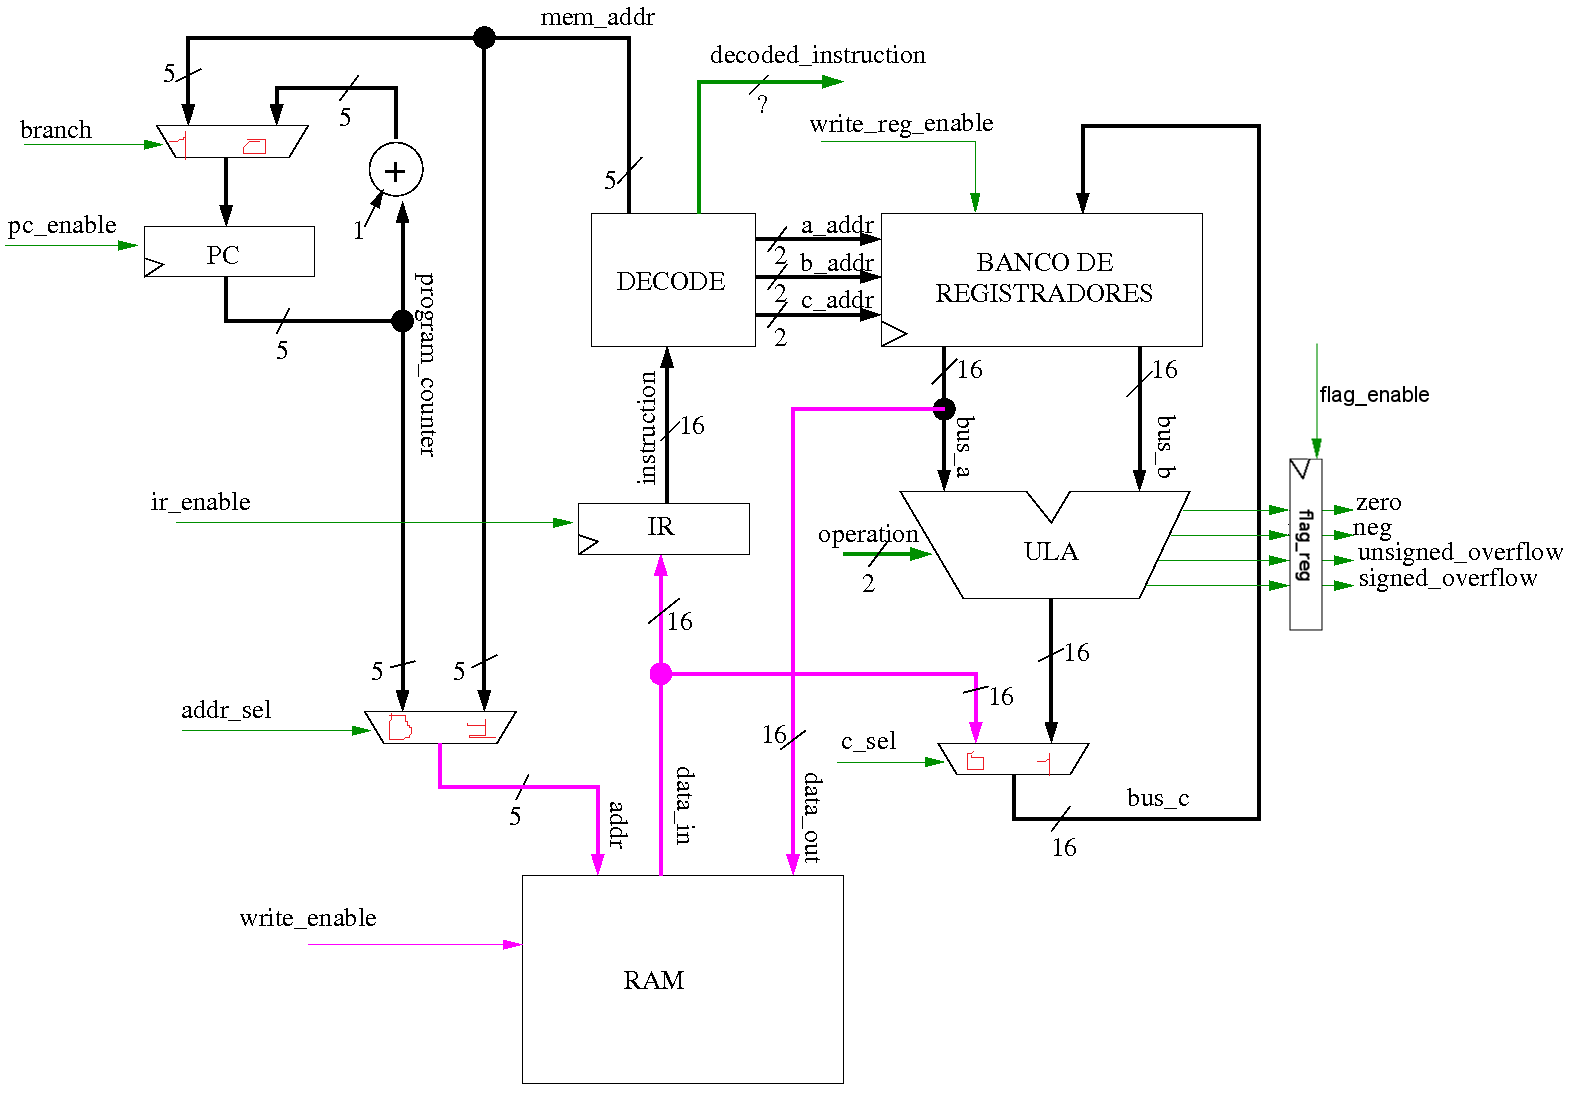 mem_addr
decoded_instruction
5
5
?
5
branch
write_reg_enable
5
+
1
pc_enable
PC
a_addr
2
b_addr
2
c_addr
2
DECODE
BANCO DE
REGISTRADORES
program_counter
5
16
16
flag_enable
instruction
16
bus_a
bus_b
ir_enable
IR
operation
2
ULA
flag_reg
zero
neg
unsigned_overflow
signed_overflow
16
16
5
5
16
addr_sel
16
c_sel
5
addr
data_in
data_out
bus_c
16
write_enable
RAM